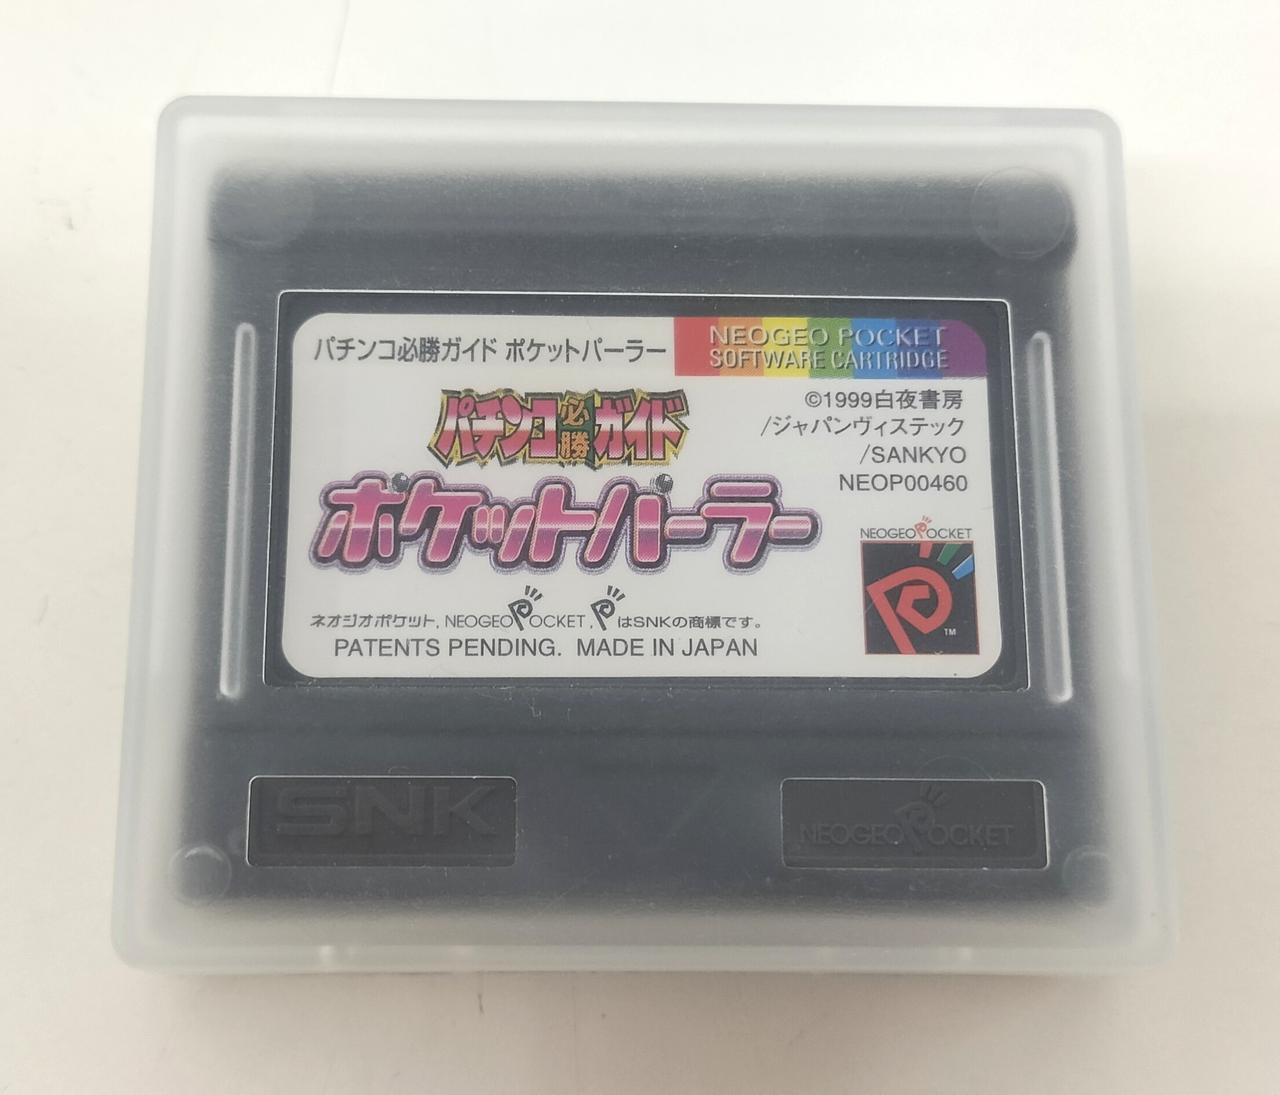 パチンコ必勝ガイド ポケットパーラー
NEOGEO POCKET
SOFTWARE CARTRIDGE
パチンコ必勝ガイド
ポケットパーラー
©1999白夜書房
/ジャパンヴィステック
/SANKYO
NEOP00460
NEOGEO POCKET
TM
ネオジオポケット, NEOGEO POCKET , P はSNKの商標です。
PATENTS PENDING. MADE IN JAPAN
SNK
NEOGEO POCKET